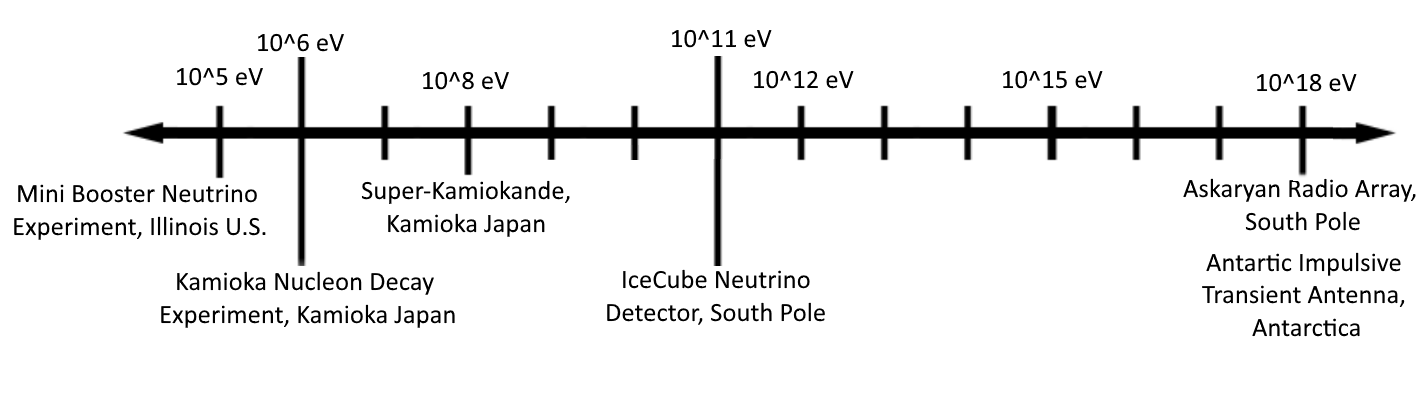 10^5 eV
10^6 eV
10^8 eV
10^11 eV
10^12 eV
10^15 eV
10^18 eV
Mini Booster Neutrino
Experiment, Illinois U.S.
Kamioka Nucleon Decay
Experiment, Kamioka Japan
Super-Kamiokande,
Kamioka Japan
IceCube Neutrino
Detector, South Pole
Askaryan Radio Array,
South Pole
Antartic Impulsive
Transient Antenna,
Antarctica